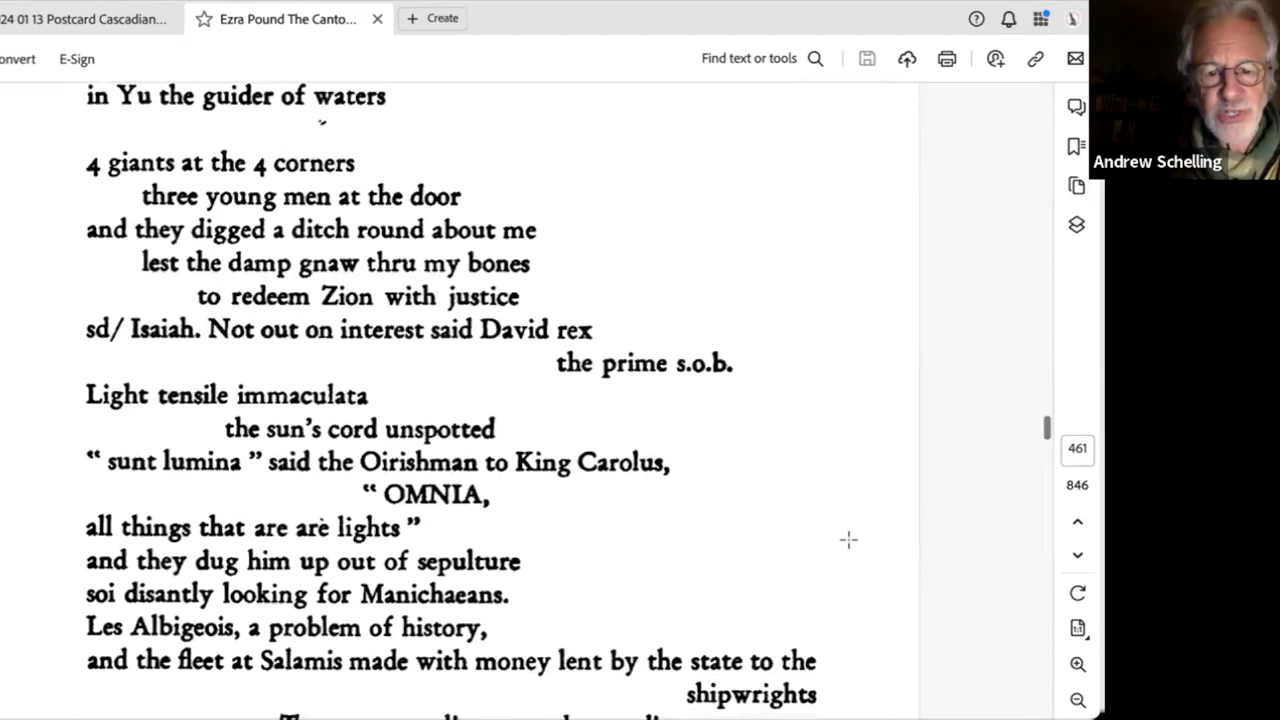 24 01 13 Postcard Cascadian...
Ezra Pound The Canto...
Create
onvert
E-Sign
Find text or tools
in Yu the guider of waters
4 giants at the 4 corners
three young men at the door
and they digged a ditch round about me
lest the damp gnaw thru my bones
to redeem Zion with justice
sd/ Isaiah. Not out on interest said David rex
the prime s.o.b.
Light tensile immaculata
the sun's cord unspotted
“ sunt lumina ” said the Oirishman to King Carolus,
“ OMNIA,
all things that are are lights ”
and they dug him up out of sepulture
soi disantly looking for Manichaeans.
Les Albigeois, a problem of history,
and the fleet at Salamis made with money lent by the state to the
shipwrights
Andrew Schelling
461
846
1:1